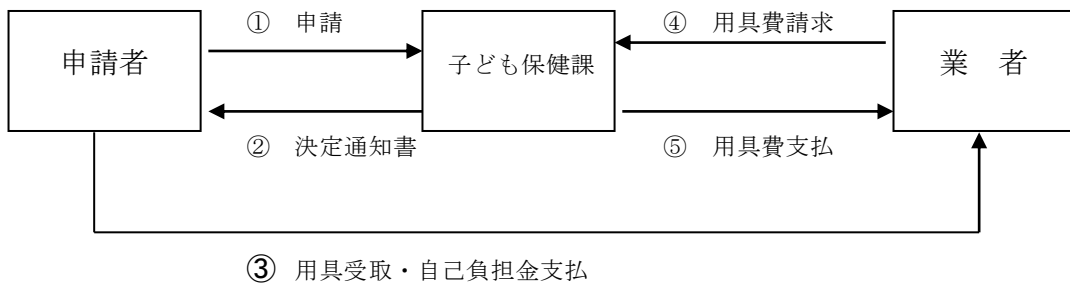 ① 申請
④ 用具費請求
申請者
子ども保健課
業 者
② 決定通知書
⑤ 用具費支払
③ 用具受取・自己負担金支払